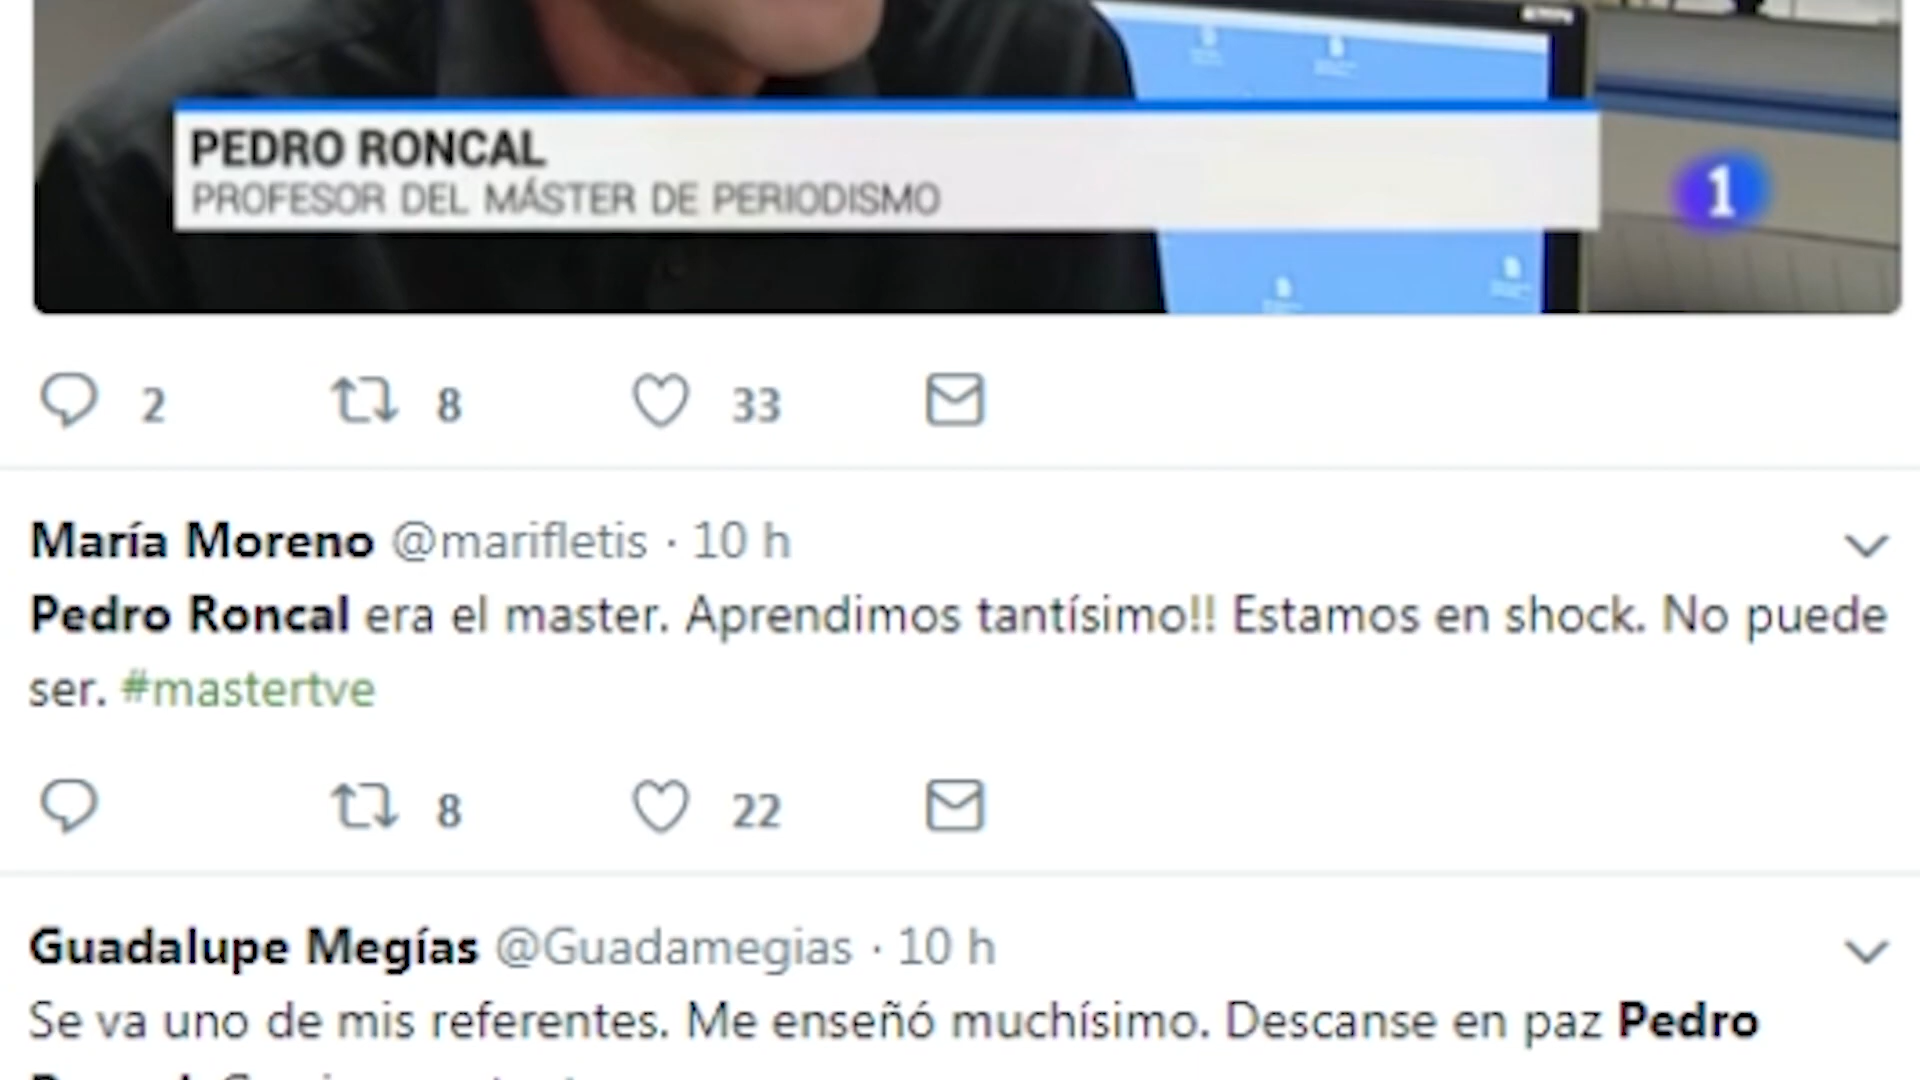 PEDRO RONCAL
PROFESOR DEL MÁSTER DE PERIODISMO
1
2 8 33
María Moreno @marifletis · 10 h
Pedro Roncal era el master. Aprendimos tantísimo!! Estamos en shock. No puede
ser. #mastertve
8 22
Guadalupe Megías @Guadamegias · 10 h
Se va uno de mis referentes. Me enseñó muchísimo. Descanse en paz Pedro